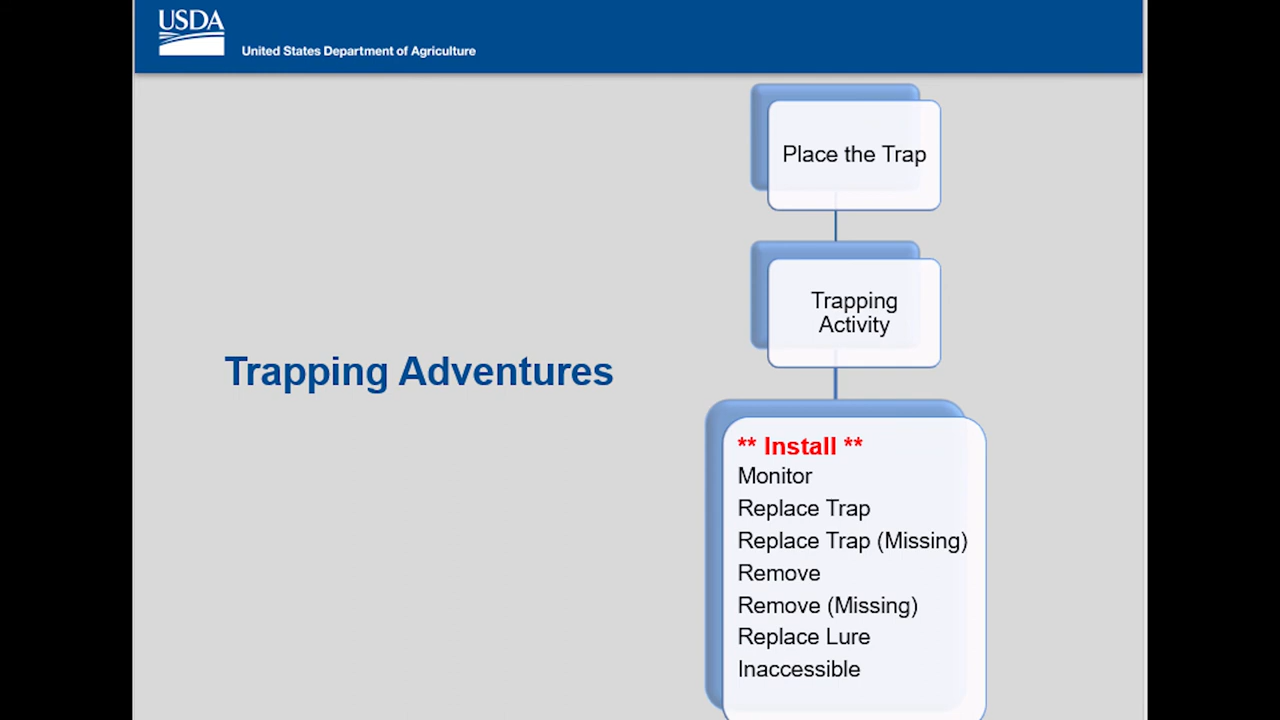 USDA
United States Department of Agriculture
Place the Trap
Trapping
Activity
Trapping Adventures
** Install **
Monitor
Replace Trap
Replace Trap (Missing)
Remove
Remove (Missing)
Replace Lure
Inaccessible